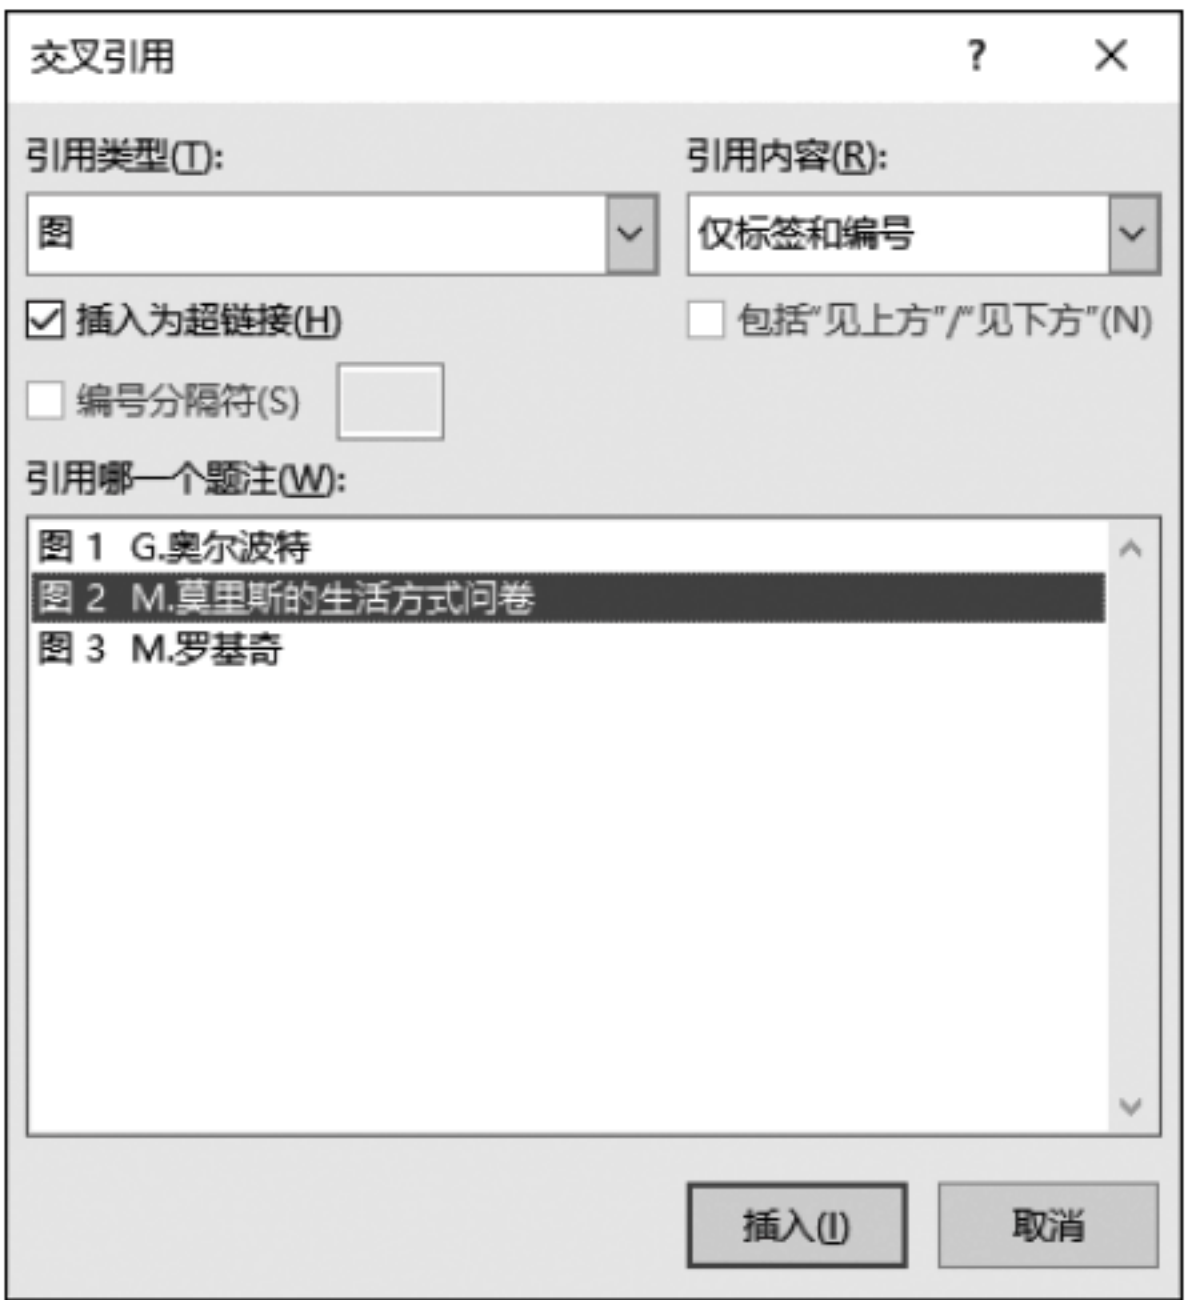 交叉引用 ?
引用类型(T): 引用内容(R):
图 仅标签和编号
插入为超链接(H) 包括“见上方”/“见下方”(N)
编号分隔符(S)
引用哪一个题注(W):
图 1 G.奥尔波特
图 2 M.莫里斯的生活方式问卷
图 3 M.罗基奇
插入(I) 取消